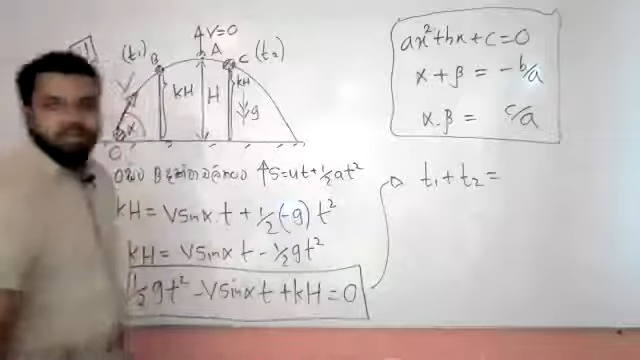 V=0
A
(t₁) B
C (t₂)
V
kH
H
kH
g
α
O
↑S=ut+½at²
kH = Vsinα t + ½(-g) t²
kH = Vsinα t - ½gt²
½gt² - Vsinα t + kH = 0
ax²+bx+c=0
α + β = -b/a
α.β = c/a
t₁+t₂=